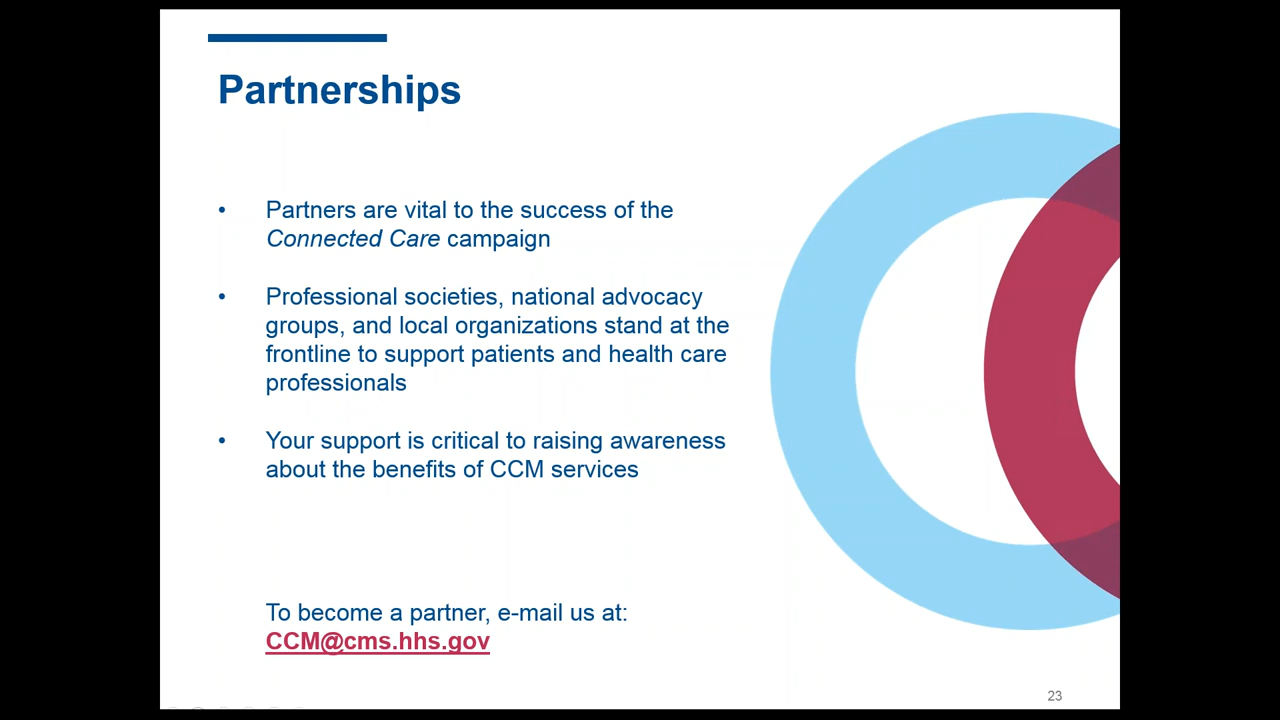 Partnerships
• Partners are vital to the success of the
Connected Care campaign
• Professional societies, national advocacy
groups, and local organizations stand at the
frontline to support patients and health care
professionals
• Your support is critical to raising awareness
about the benefits of CCM services
To become a partner, e-mail us at:
CCM@cms.hhs.gov
23